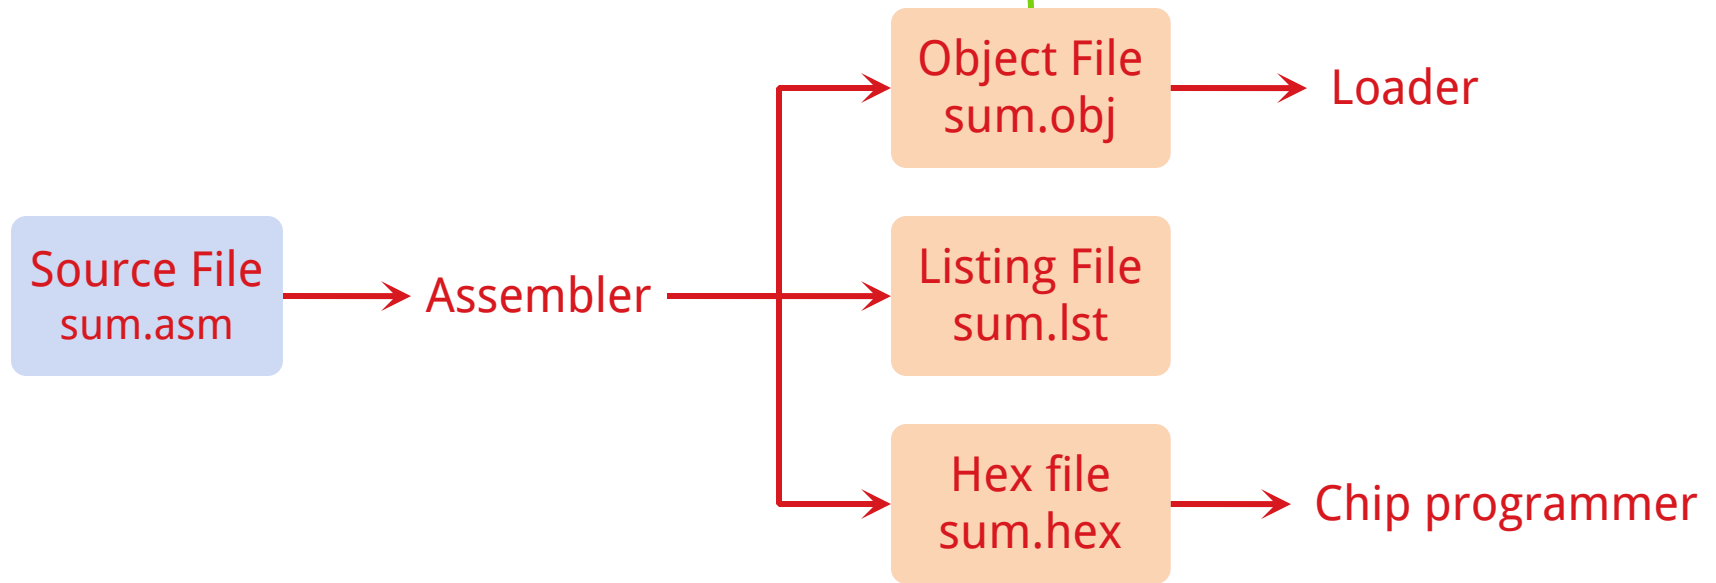 Source File
sum.asm
Assembler
Object File
sum.obj
Loader
Listing File
sum.lst
Hex file
sum.hex
Chip programmer